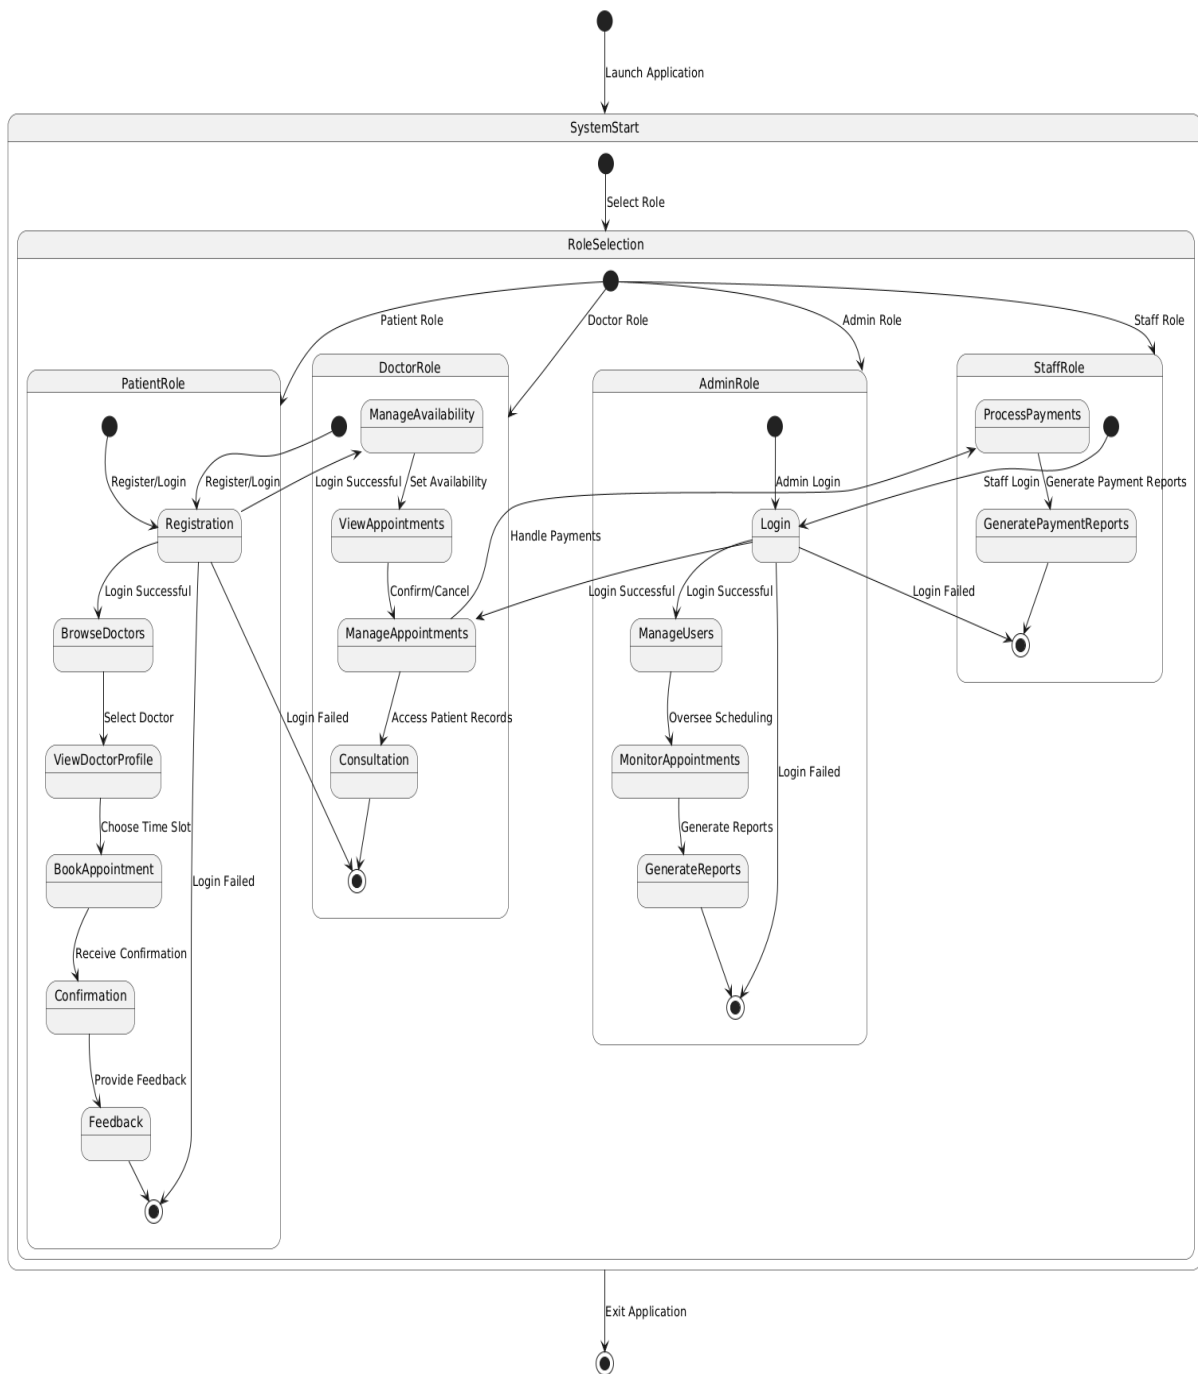 Launch Application
SystemStart
Select Role
RoleSelection
Patient Role
Doctor Role
Admin Role
Staff Role
PatientRole
DoctorRole
AdminRole
StaffRole
ManageAvailability
ProcessPayments
Register/Login
Register/Login
Login Successful
Set Availability
Admin Login
Staff Login
Generate Payment Reports
Registration
ViewAppointments
Handle Payments
Login
GeneratePaymentReports
Login Successful
Confirm/Cancel
Login Successful
Login Successful
Login Failed
BrowseDoctors
ManageAppointments
ManageUsers
Select Doctor
Login Failed
Access Patient Records
Oversee Scheduling
ViewDoctorProfile
Consultation
MonitorAppointments
Login Failed
Choose Time Slot
Generate Reports
BookAppointment
GenerateReports
Login Failed
Receive Confirmation
Confirmation
Provide Feedback
Feedback
Exit Application